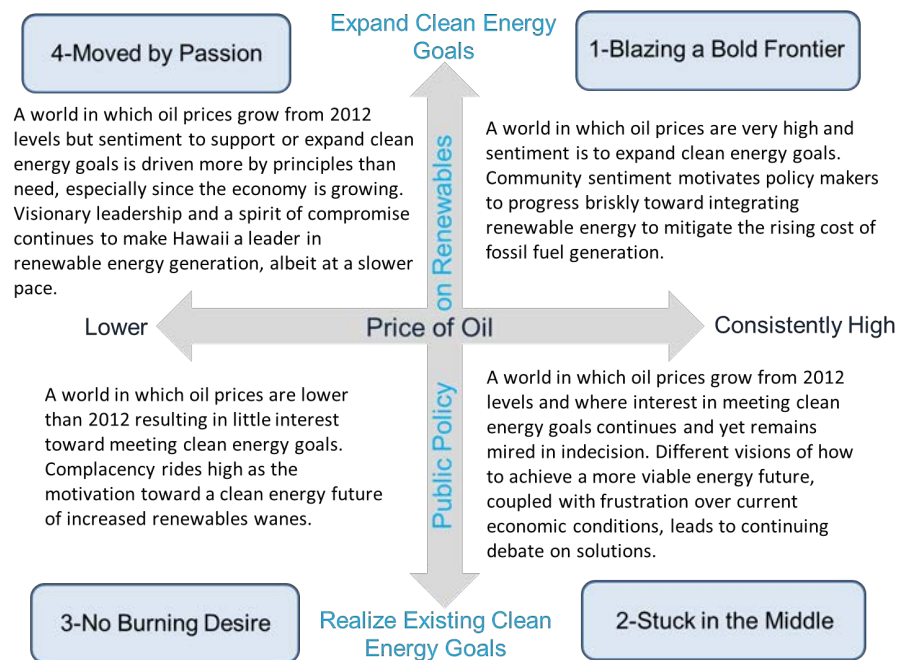 4-Moved by Passion
Expand Clean Energy
Goals
1-Blazing a Bold Frontier
A world in which oil prices grow from 2012
levels but sentiment to support or expand clean
energy goals is driven more by principles than
need, especially since the economy is growing.
Visionary leadership and a spirit of compromise
continues to make Hawaii a leader in
renewable energy generation, albeit at a slower
pace.
A world in which oil prices are very high and
sentiment is to expand clean energy goals.
Community sentiment motivates policy makers
to progress briskly toward integrating
renewable energy to mitigate the rising cost of
fossil fuel generation.
on Renewables
Lower
Price of Oil
Consistently High
Public Policy
A world in which oil prices are lower
than 2012 resulting in little interest
toward meeting clean energy goals.
Complacency rides high as the
motivation toward a clean energy future
of increased renewables wanes.
A world in which oil prices grow from 2012
levels and where interest in meeting clean
energy goals continues and yet remains
mired in indecision. Different visions of how
to achieve a more viable energy future,
coupled with frustration over current
economic conditions, leads to continuing
debate on solutions.
3-No Burning Desire
Realize Existing Clean
Energy Goals
2-Stuck in the Middle